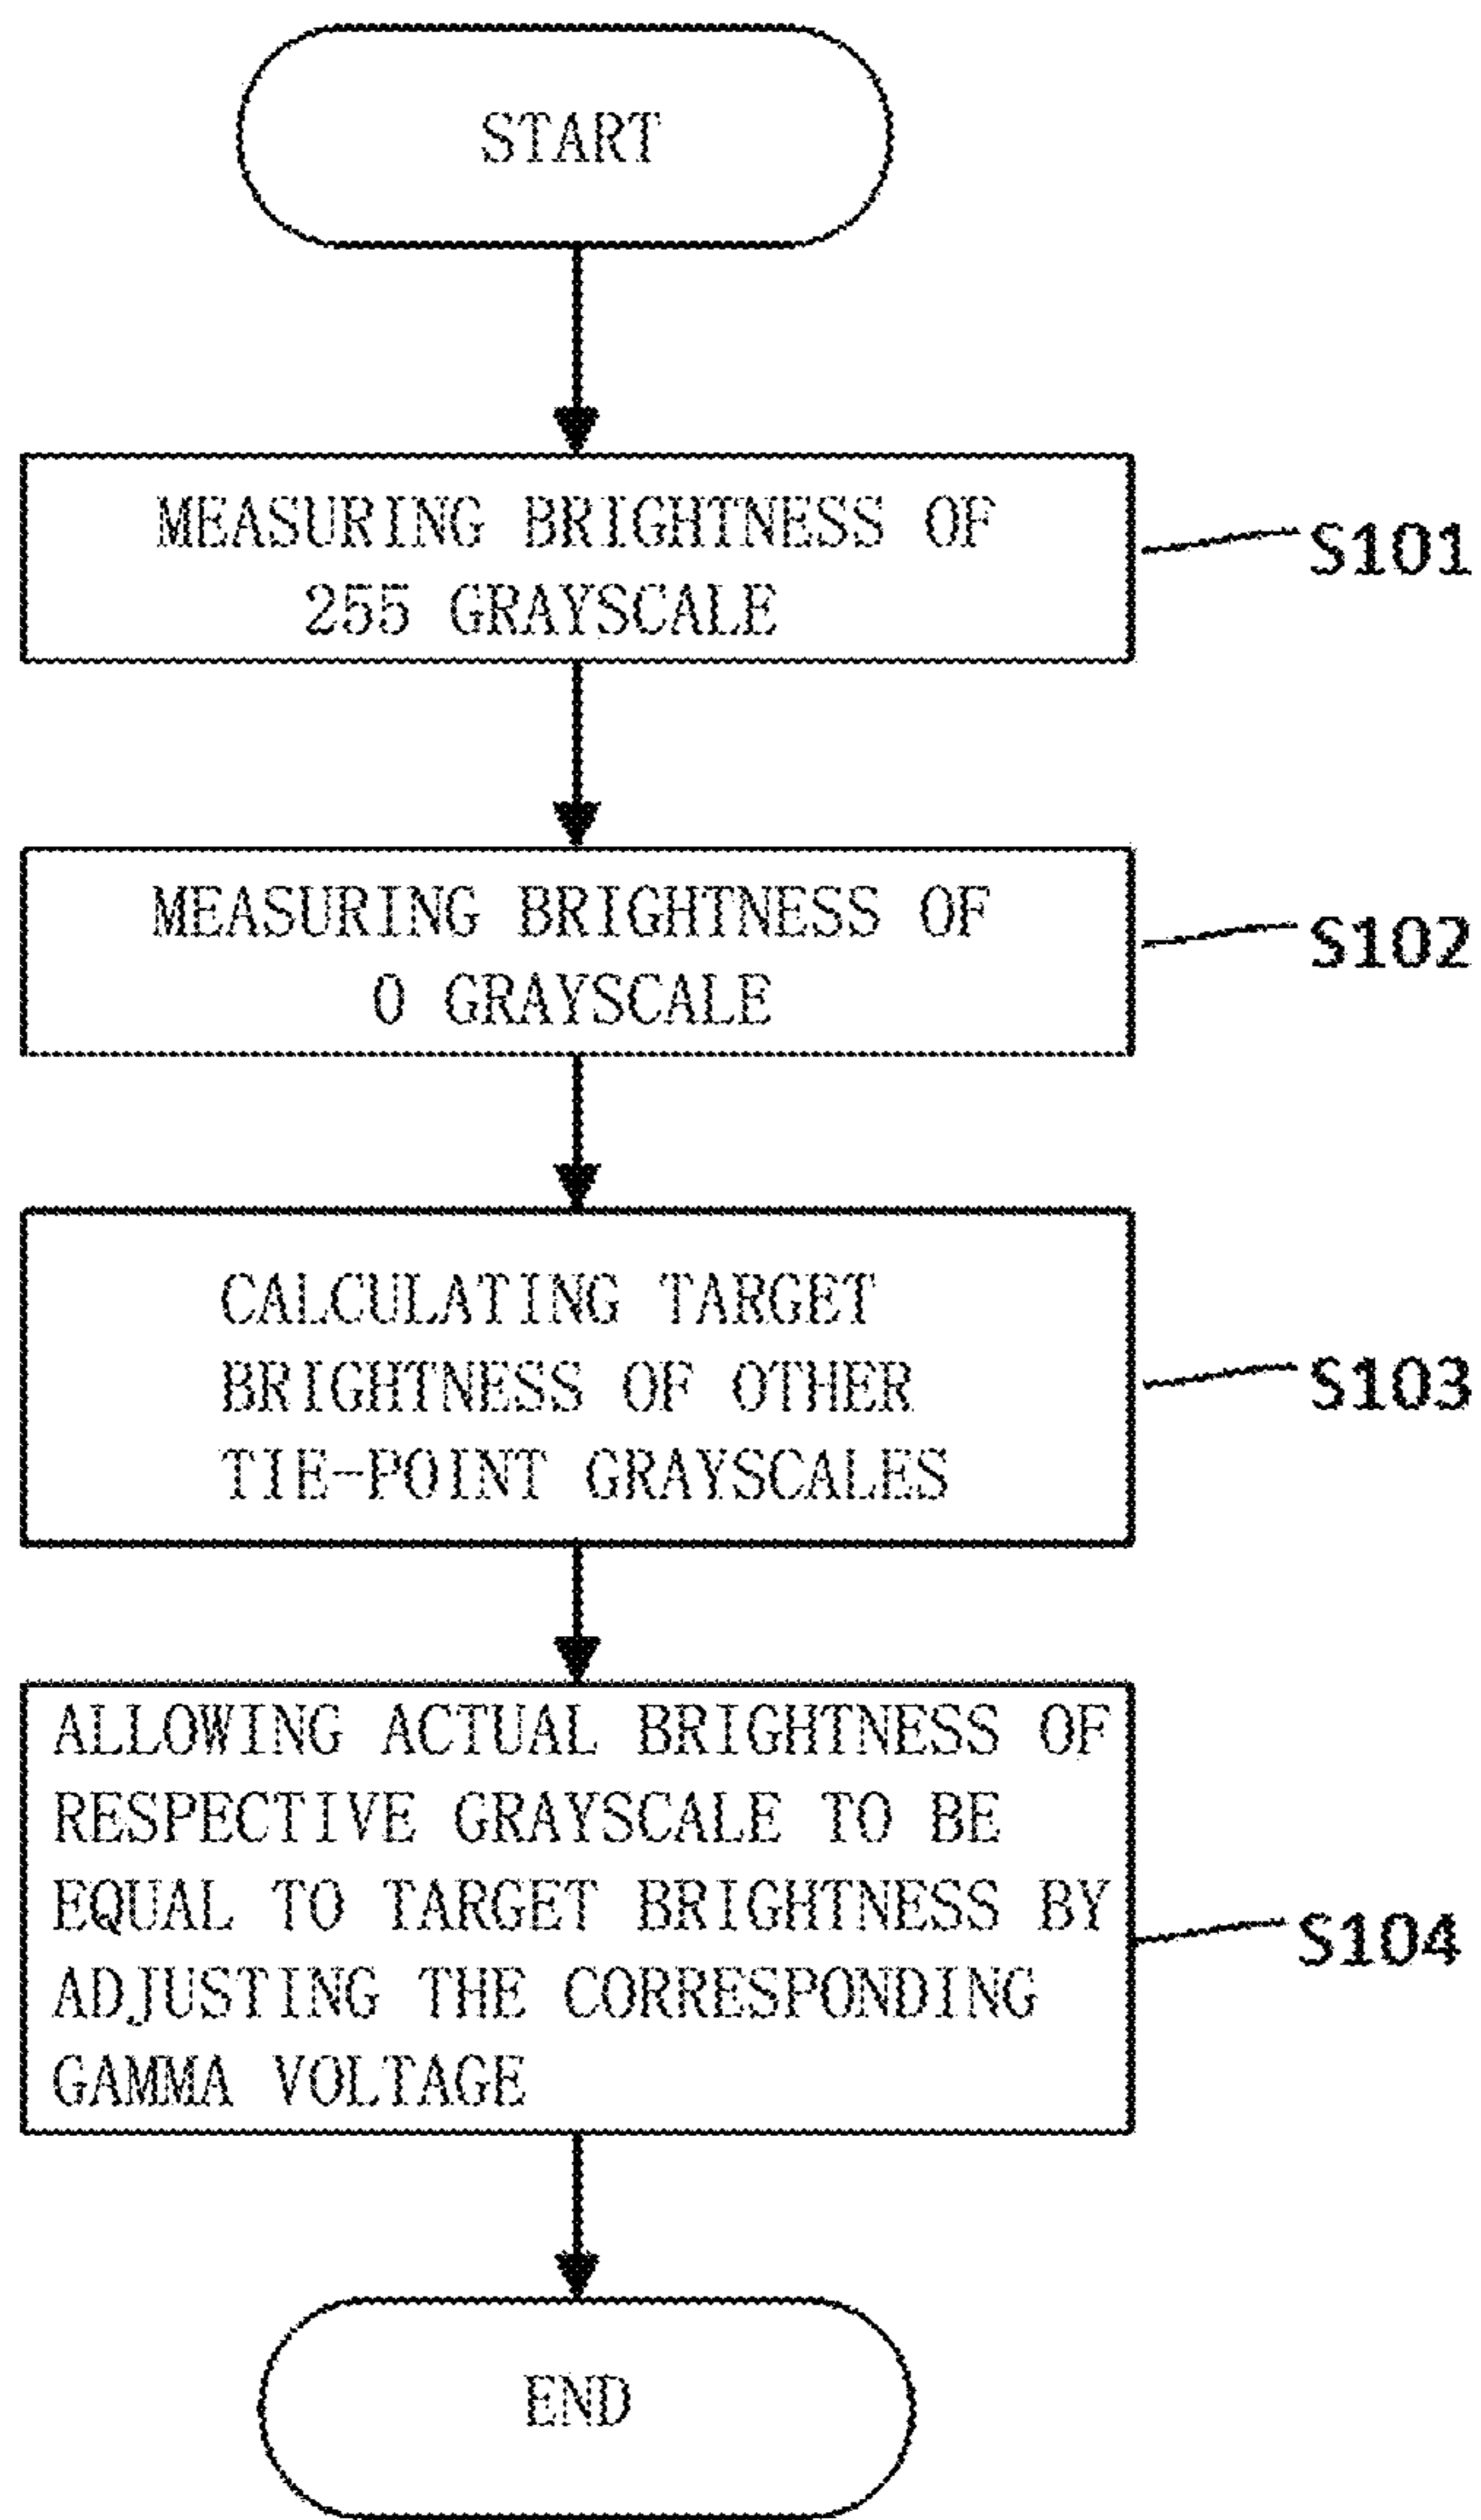 START
MEASURING BRIGHTNESS OF
255 GRAYSCALE
S101
MEASURING BRIGHTNESS OF
0 GRAYSCALE
S102
CALCULATING TARGET
BRIGHTNESS OF OTHER
TIE-POINT GRAYSCALES
S103
ALLOWING ACTUAL BRIGHTNESS OF
RESPECTIVE GRAYSCALE TO BE
EQUAL TO TARGET BRIGHTNESS BY
ADJUSTING THE CORRESPONDING
GAMMA VOLTAGE
S104
END